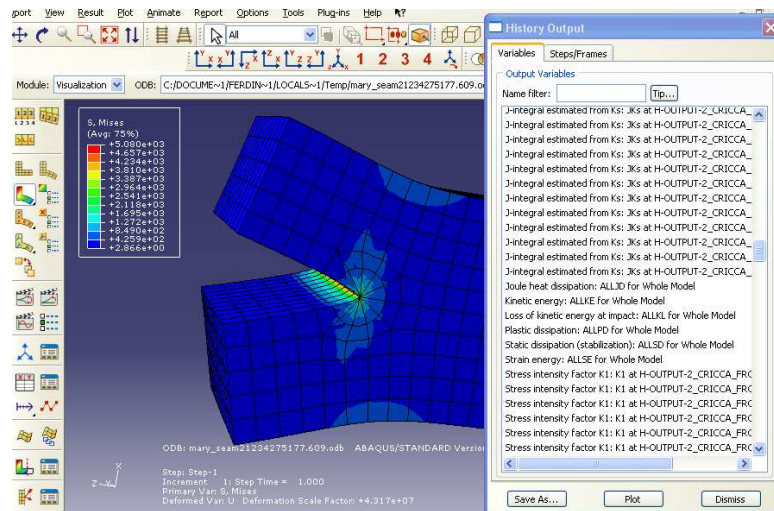 View Result Plot Animate Report Options Tools Plug-ins Help
All
1 2 3 4
Module: Visualization ODB: C:/DOCUME~1/FERDIN~1/LOCALS~1/Temp/mary_seam21234275177.609.od
S, Mises
(Avg: 75%)
+5.080e+03
+4.657e+03
+4.234e+03
+3.810e+03
+3.387e+03
+2.964e+03
+2.541e+03
+2.118e+03
+1.695e+03
+1.272e+03
+8.490e+02
+4.259e+02
+2.866e+00
ODB: mary_seam21234275177.609.odb ABAQUS/STANDARD Versio
Step: Step-1
Increment 1: Step Time = 1.000
Primary Var: S, Mises
Deformed Var: U Deformation Scale Factor: +4.317e+07
X
Z Y
History Output
Variables Steps/Frames
Output Variables
Name filter: Tip...
J-integral estimated from Ks: JKs at H-OUTPUT-2_CRICCA_
J-integral estimated from Ks: JKs at H-OUTPUT-2_CRICCA_
J-integral estimated from Ks: JKs at H-OUTPUT-2_CRICCA_
J-integral estimated from Ks: JKs at H-OUTPUT-2_CRICCA_
J-integral estimated from Ks: JKs at H-OUTPUT-2_CRICCA_
J-integral estimated from Ks: JKs at H-OUTPUT-2_CRICCA_
J-integral estimated from Ks: JKs at H-OUTPUT-2_CRICCA_
J-integral estimated from Ks: JKs at H-OUTPUT-2_CRICCA_
J-integral estimated from Ks: JKs at H-OUTPUT-2_CRICCA_
J-integral estimated from Ks: JKs at H-OUTPUT-2_CRICCA_
J-integral estimated from Ks: JKs at H-OUTPUT-2_CRICCA_
J-integral estimated from Ks: JKs at H-OUTPUT-2_CRICCA_
Joule heat dissipation: ALLJD for Whole Model
Kinetic energy: ALLKE for Whole Model
Loss of kinetic energy at impact: ALLKL for Whole Model
Plastic dissipation: ALLPD for Whole Model
Static dissipation (stabilization): ALLSD for Whole Model
Strain energy: ALLSE for Whole Model
Stress intensity factor K1: K1 at H-OUTPUT-2_CRICCA_FRC
Stress intensity factor K1: K1 at H-OUTPUT-2_CRICCA_FRC
Stress intensity factor K1: K1 at H-OUTPUT-2_CRICCA_FRC
Stress intensity factor K1: K1 at H-OUTPUT-2_CRICCA_FRC
Stress intensity factor K1: K1 at H-OUTPUT-2_CRICCA_FRC
Stress intensity factor K1: K1 at H-OUTPUT-2_CRICCA_FRC
Save As... Plot Dismiss